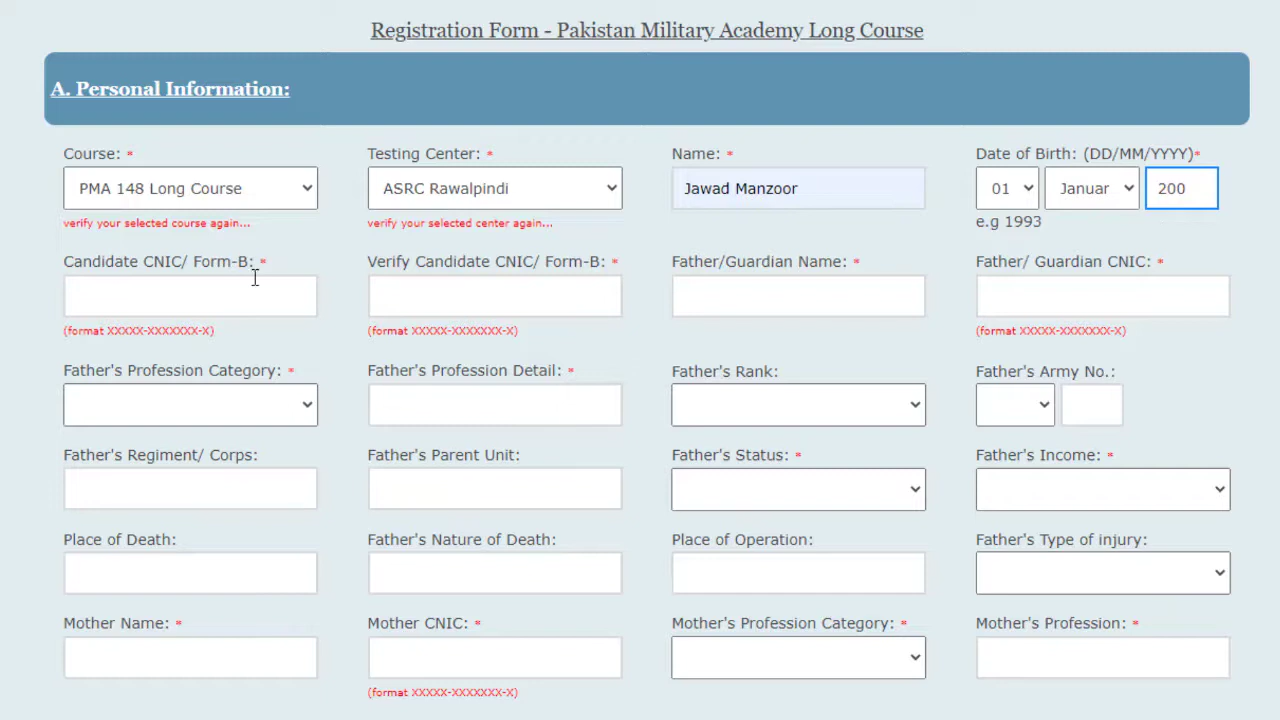 Registration Form - Pakistan Military Academy Long Course
A. Personal Information:
Course: * Testing Center: * Name: * Date of Birth: (DD/MM/YYYY)*
PMA 148 Long Course ASRC Rawalpindi Jawad Manzoor 01 Januar 200
verify your selected course again... verify your selected center again... e.g 1993
Candidate CNIC/ Form-B: * Verify Candidate CNIC/ Form-B: * Father/Guardian Name: * Father/ Guardian CNIC: *
(format XXXXX-XXXXXXX-X) (format XXXXX-XXXXXXX-X) (format XXXXX-XXXXXXX-X)
Father's Profession Category: * Father's Profession Detail: * Father's Rank: Father's Army No.:
Father's Regiment/ Corps: Father's Parent Unit: Father's Status: * Father's Income: *
Place of Death: Father's Nature of Death: Place of Operation: Father's Type of injury:
Mother Name: * Mother CNIC: * Mother's Profession Category: * Mother's Profession: *
(format XXXXX-XXXXXXX-X)